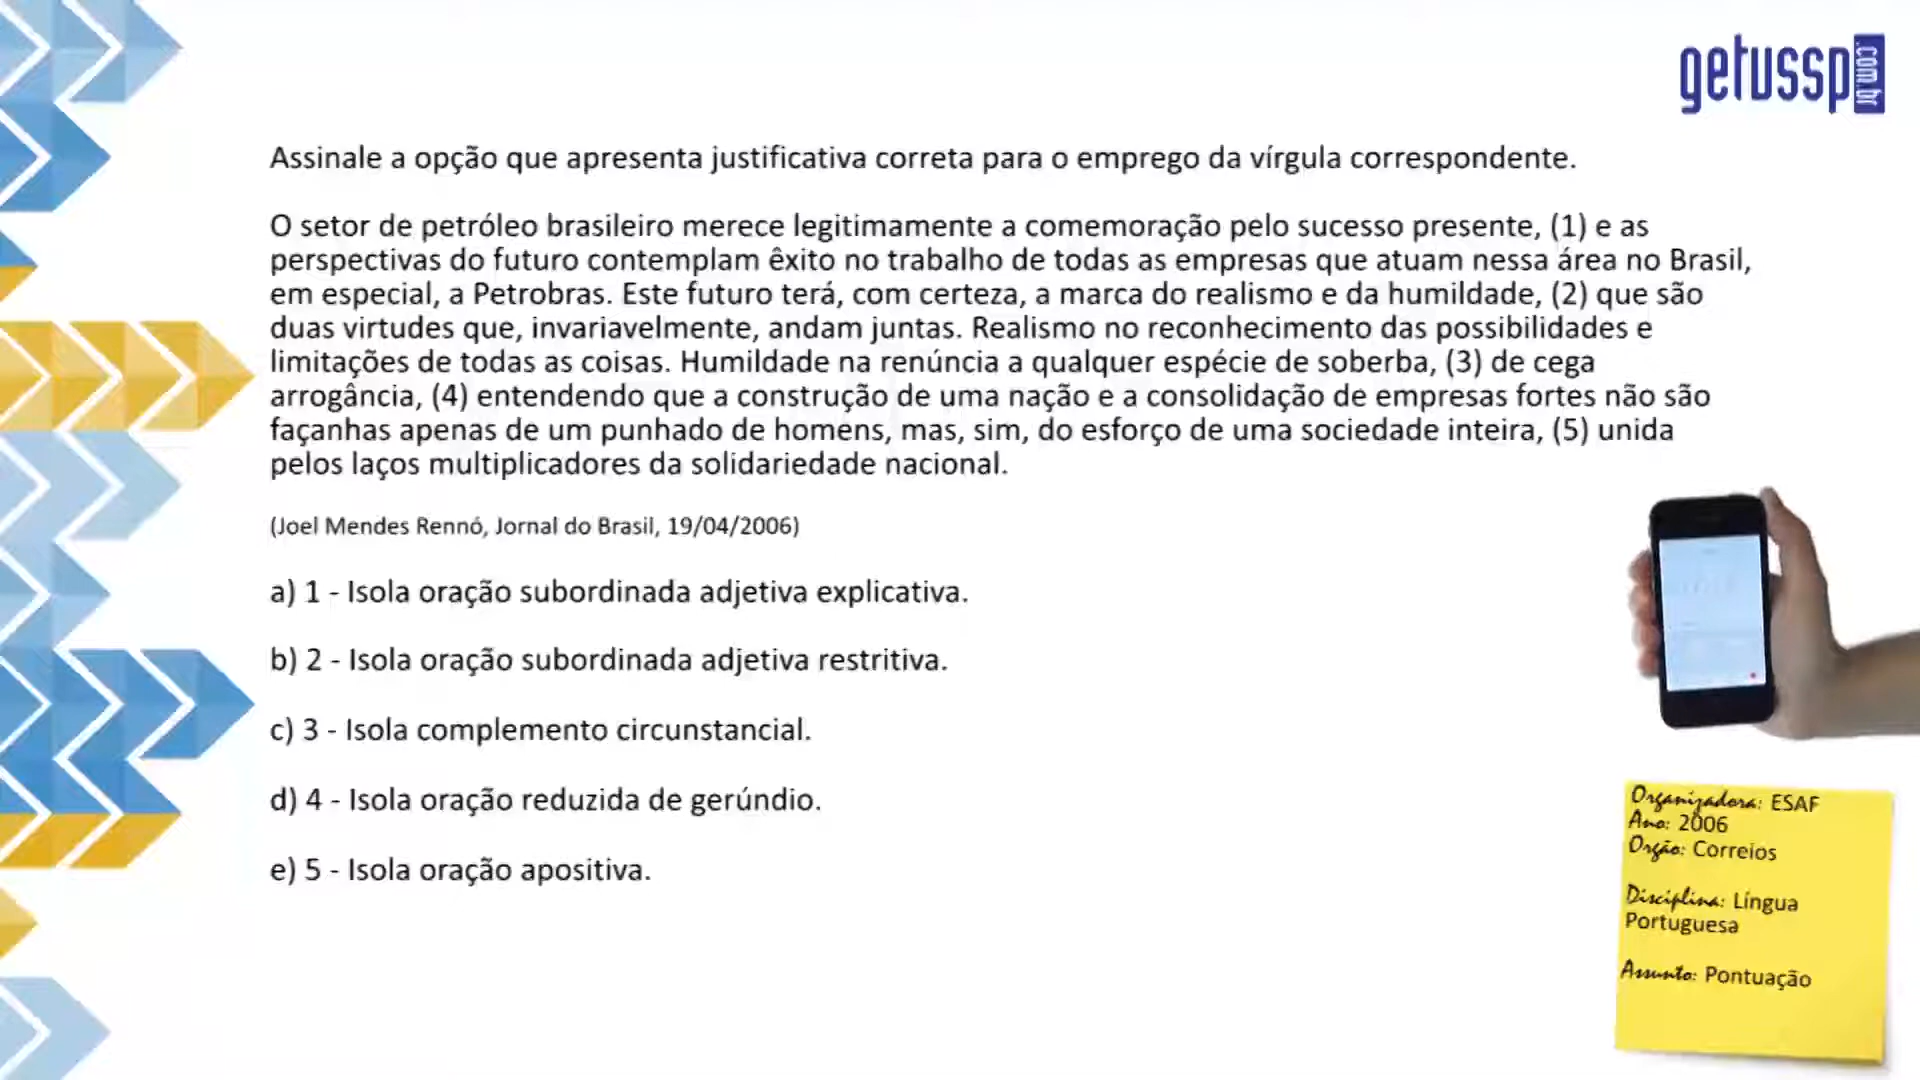 getussp.com.br
Assinale a opção que apresenta justificativa correta para o emprego da vírgula correspondente.
O setor de petróleo brasileiro merece legitimamente a comemoração pelo sucesso presente, (1) e as
perspectivas do futuro contemplam êxito no trabalho de todas as empresas que atuam nessa área no Brasil,
em especial, a Petrobras. Este futuro terá, com certeza, a marca do realismo e da humildade, (2) que são
duas virtudes que, invariavelmente, andam juntas. Realismo no reconhecimento das possibilidades e
limitações de todas as coisas. Humildade na renúncia a qualquer espécie de soberba, (3) de cega
arrogância, (4) entendendo que a construção de uma nação e a consolidação de empresas fortes não são
façanhas apenas de um punhado de homens, mas, sim, do esforço de uma sociedade inteira, (5) unida
pelos laços multiplicadores da solidariedade nacional.
(Joel Mendes Rennó, Jornal do Brasil, 19/04/2006)
a) 1 - Isola oração subordinada adjetiva explicativa.
b) 2 - Isola oração subordinada adjetiva restritiva.
c) 3 - Isola complemento circunstancial.
d) 4 - Isola oração reduzida de gerúndio.
e) 5 - Isola oração apositiva.
Organizadora: ESAF
Ano: 2006
Orgão: Correios
Disciplina: Língua
Portuguesa
Assunto: Pontuação